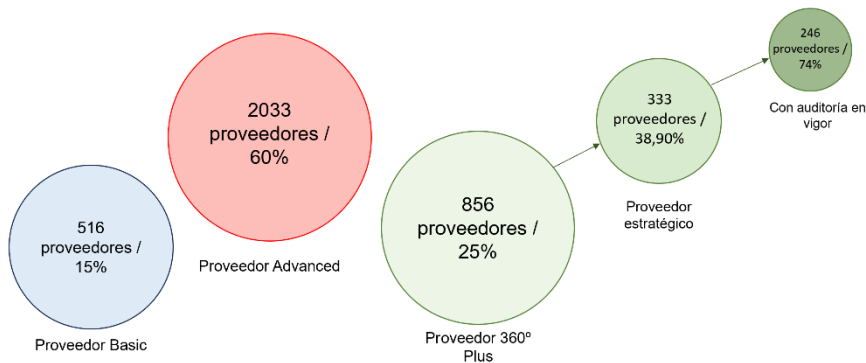 516
proveedores /
15%
Proveedor Basic
2033
proveedores /
60%
Proveedor Advanced
856
proveedores /
25%
Proveedor 360º
Plus
333
proveedores /
38,90%
Proveedor
estratégico
246
proveedores /
74%
Con auditoría en
vigor